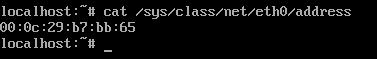 localhost:~# cat /sys/class/net/eth0/address
00:0c:29:b7:bb:65
localhost:~# _